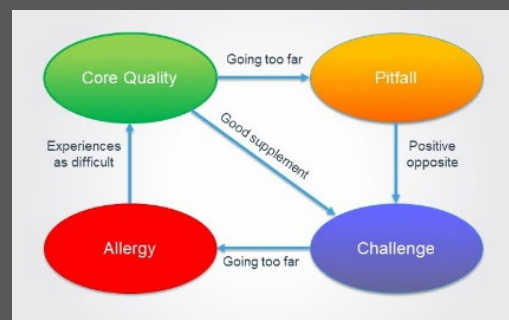 Core Quality
Going too far
Pitfall
Good supplement
Experiences
as difficult
Positive
opposite
Allergy
Going too far
Challenge